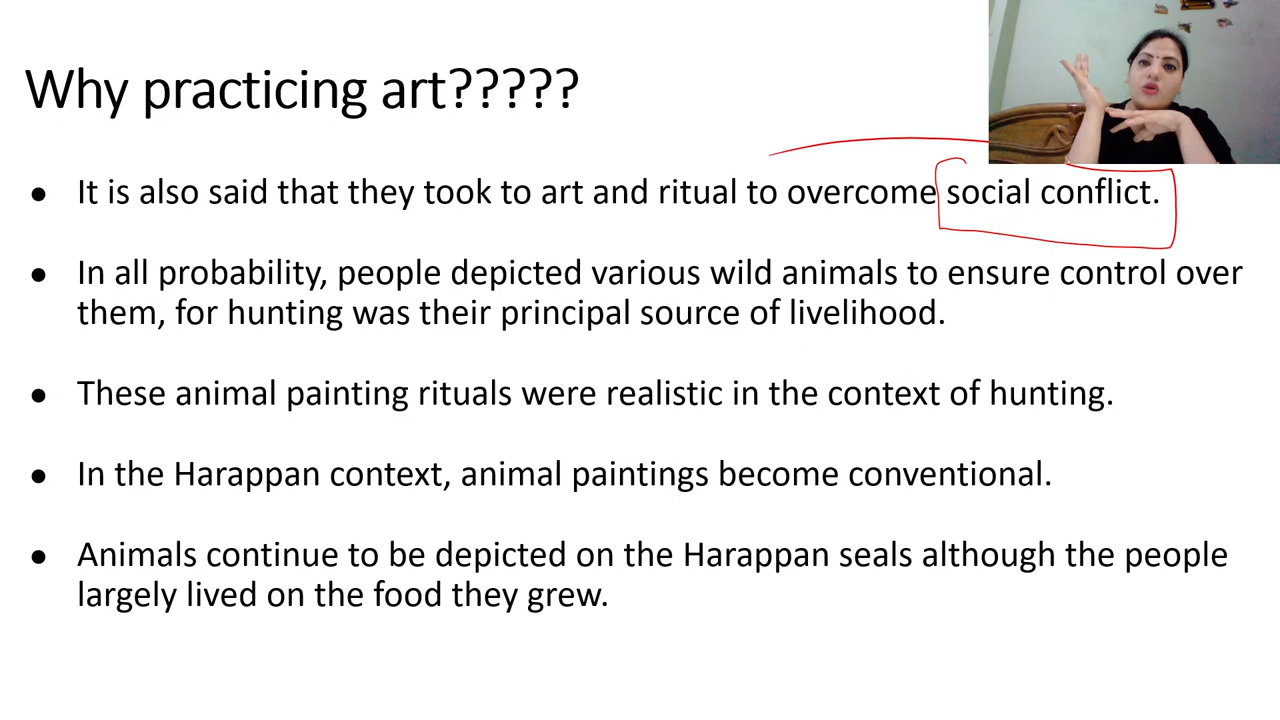 Why practicing art?????
● It is also said that they took to art and ritual to overcome social conflict.
● In all probability, people depicted various wild animals to ensure control over
them, for hunting was their principal source of livelihood.
● These animal painting rituals were realistic in the context of hunting.
● In the Harappan context, animal paintings become conventional.
● Animals continue to be depicted on the Harappan seals although the people
largely lived on the food they grew.